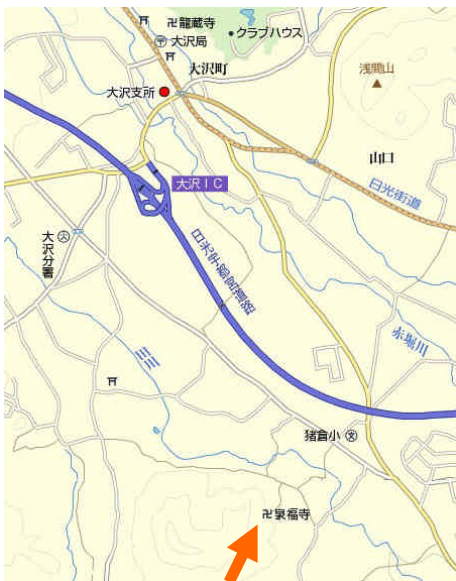 龍蔵寺
大沢局
クラブハウス
大沢町
浅間山
大沢支所
山口
大沢IC
日光街道
大沢分署
日光宇都宮道路
赤堀川
猪倉小
泉福寺